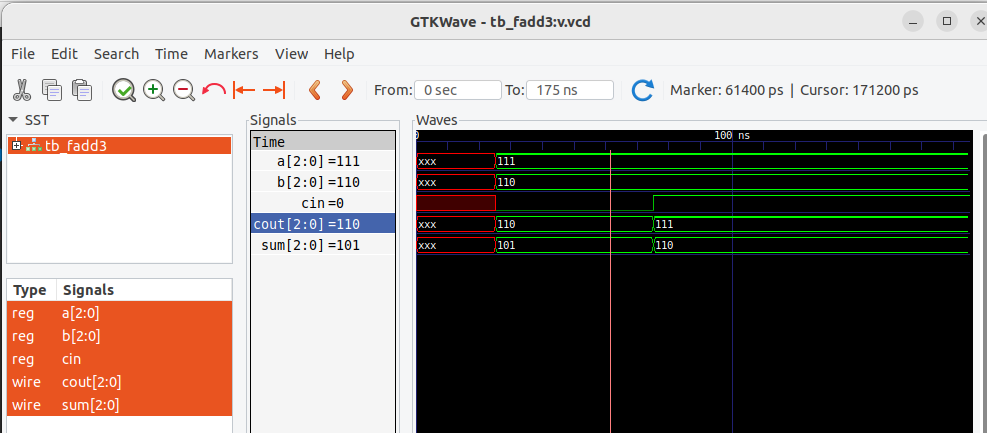 GTKWave - tb_fadd3:v.vcd
File Edit Search Time Markers View Help
From: 0 sec To: 175 ns Marker: 61400 ps | Cursor: 171200 ps
SST
tb_fadd3
Type Signals
reg a[2:0]
reg b[2:0]
reg cin
wire cout[2:0]
wire sum[2:0]
Signals
Time
a[2:0] =111
b[2:0] =110
cin =0
cout[2:0] =110
sum[2:0] =101
Waves
0 100 ns
xxx 111
xxx 110
xxx 110 111
xxx 101 110